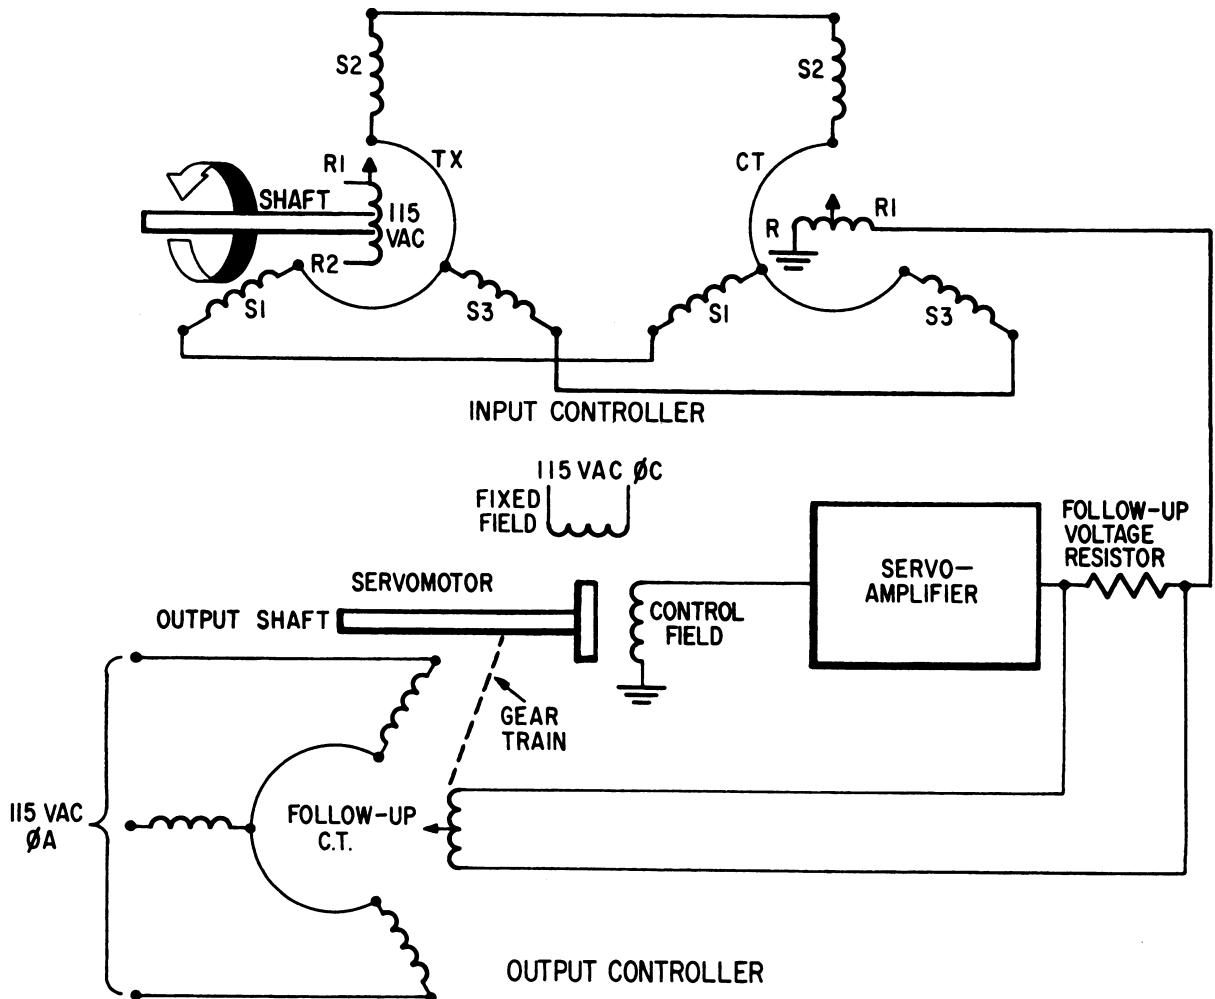 S2
S2
R1
TX
CT
SHAFT
115
VAC
R
R1
R2
S1
S3
S1
S3
INPUT CONTROLLER
115 VAC ØC
FIXED
FIELD
FOLLOW-UP
VOLTAGE
RESISTOR
SERVO-
AMPLIFIER
SERVOMOTOR
OUTPUT SHAFT
CONTROL
FIELD
GEAR
TRAIN
115 VAC
ØA
FOLLOW-UP
C.T.
OUTPUT CONTROLLER